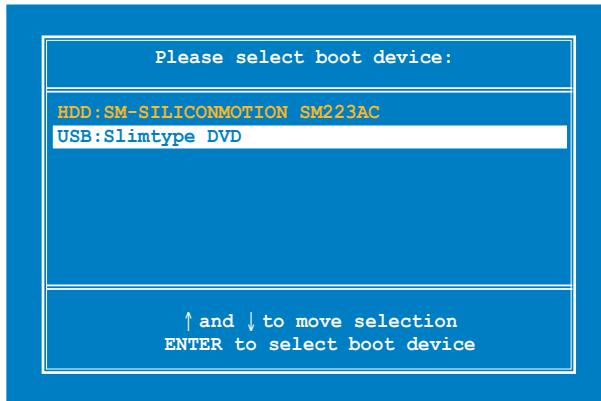 Please select boot device:
HDD:SM-SILICONMOTION SM223AC
USB:Slimtype DVD
↑ and ↓ to move selection
ENTER to select boot device